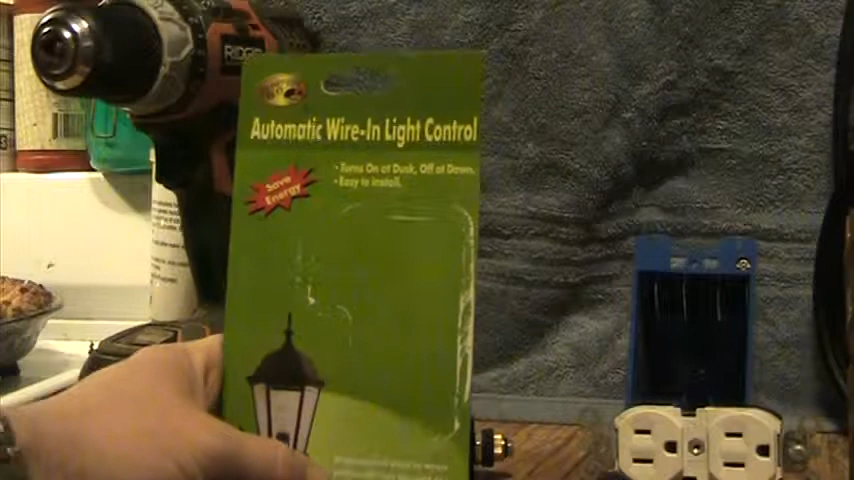 RIDGID
Automatic Wire-In Light Control
• Turns On at Dusk, Off at Dawn.
• Easy to install.
Save
Energy